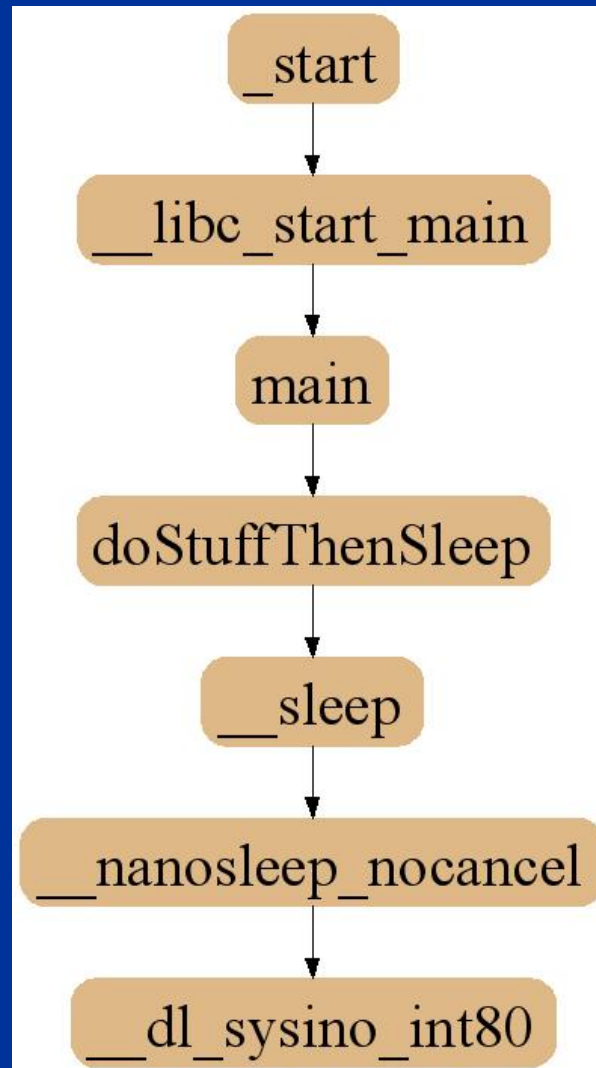 _start
__libc_start_main
main
doStuffThenSleep
__sleep
__nanosleep_nocancel
__dl_sysino_int80